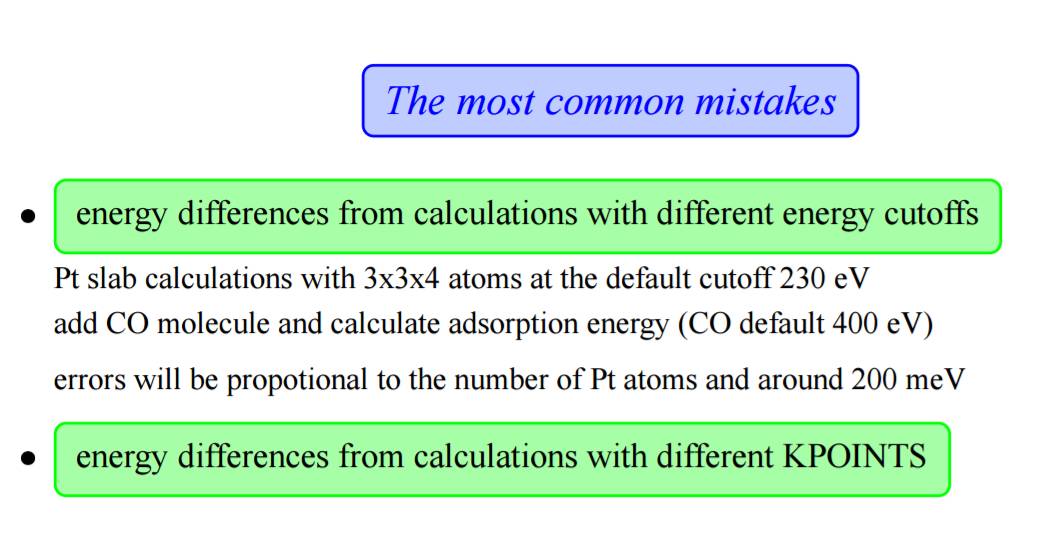 The most common mistakes
• energy differences from calculations with different energy cutoffs
Pt slab calculations with 3x3x4 atoms at the default cutoff 230 eV
add CO molecule and calculate adsorption energy (CO default 400 eV)
errors will be propotional to the number of Pt atoms and around 200 meV
• energy differences from calculations with different KPOINTS